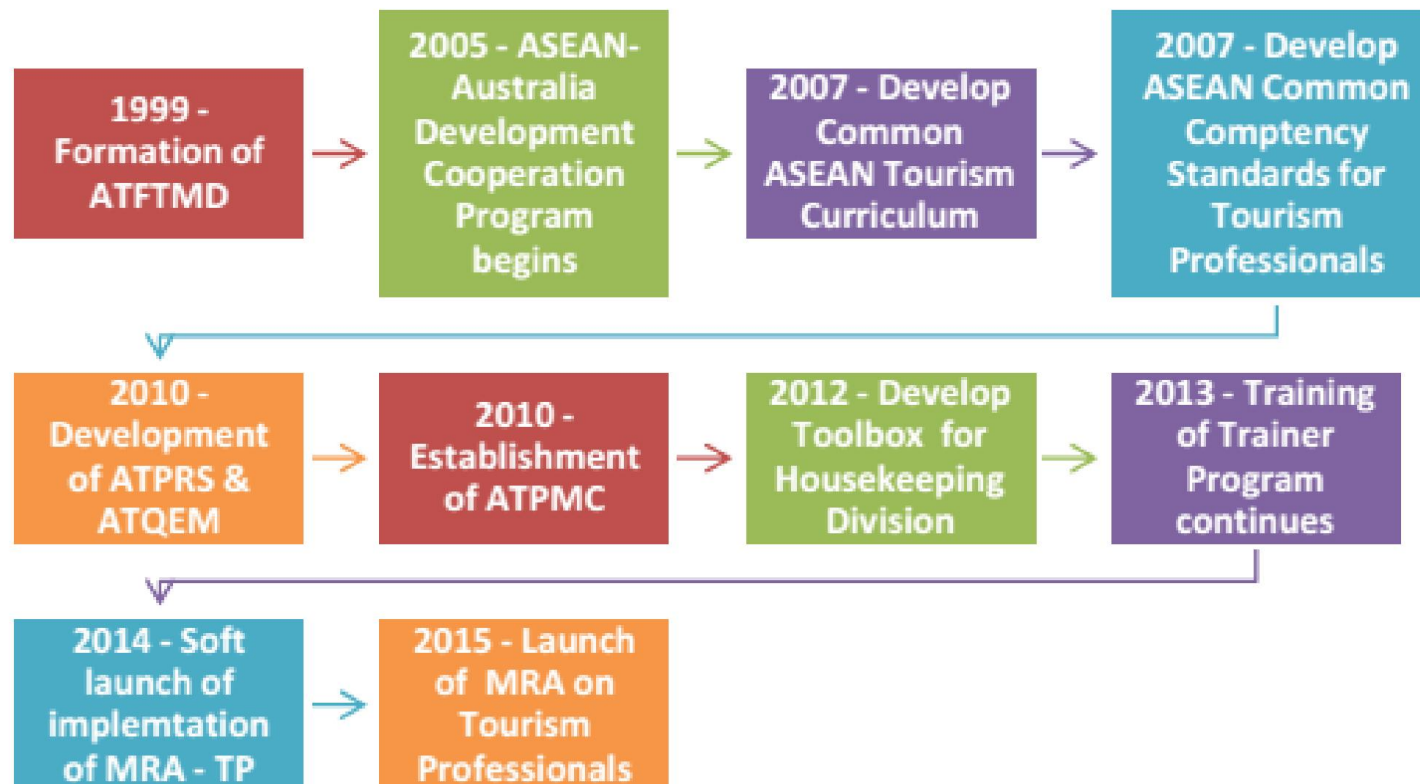 1999 -
Formation of
ATFTMD
2005 - ASEAN-
Australia
Development
Cooperation
Program
begins
2007 - Develop
Common
ASEAN Tourism
Curriculum
2007 - Develop
ASEAN Common
Comptency
Standards for
Tourism
Professionals
2010 -
Development
of ATPRS &
ATQEM
2010 -
Establishment
of ATPMC
2012 - Develop
Toolbox for
Housekeeping
Division
2013 - Training
of Trainer
Program
continues
2014 - Soft
launch of
implemtation
of MRA - TP
2015 - Launch
of MRA on
Tourism
Professionals